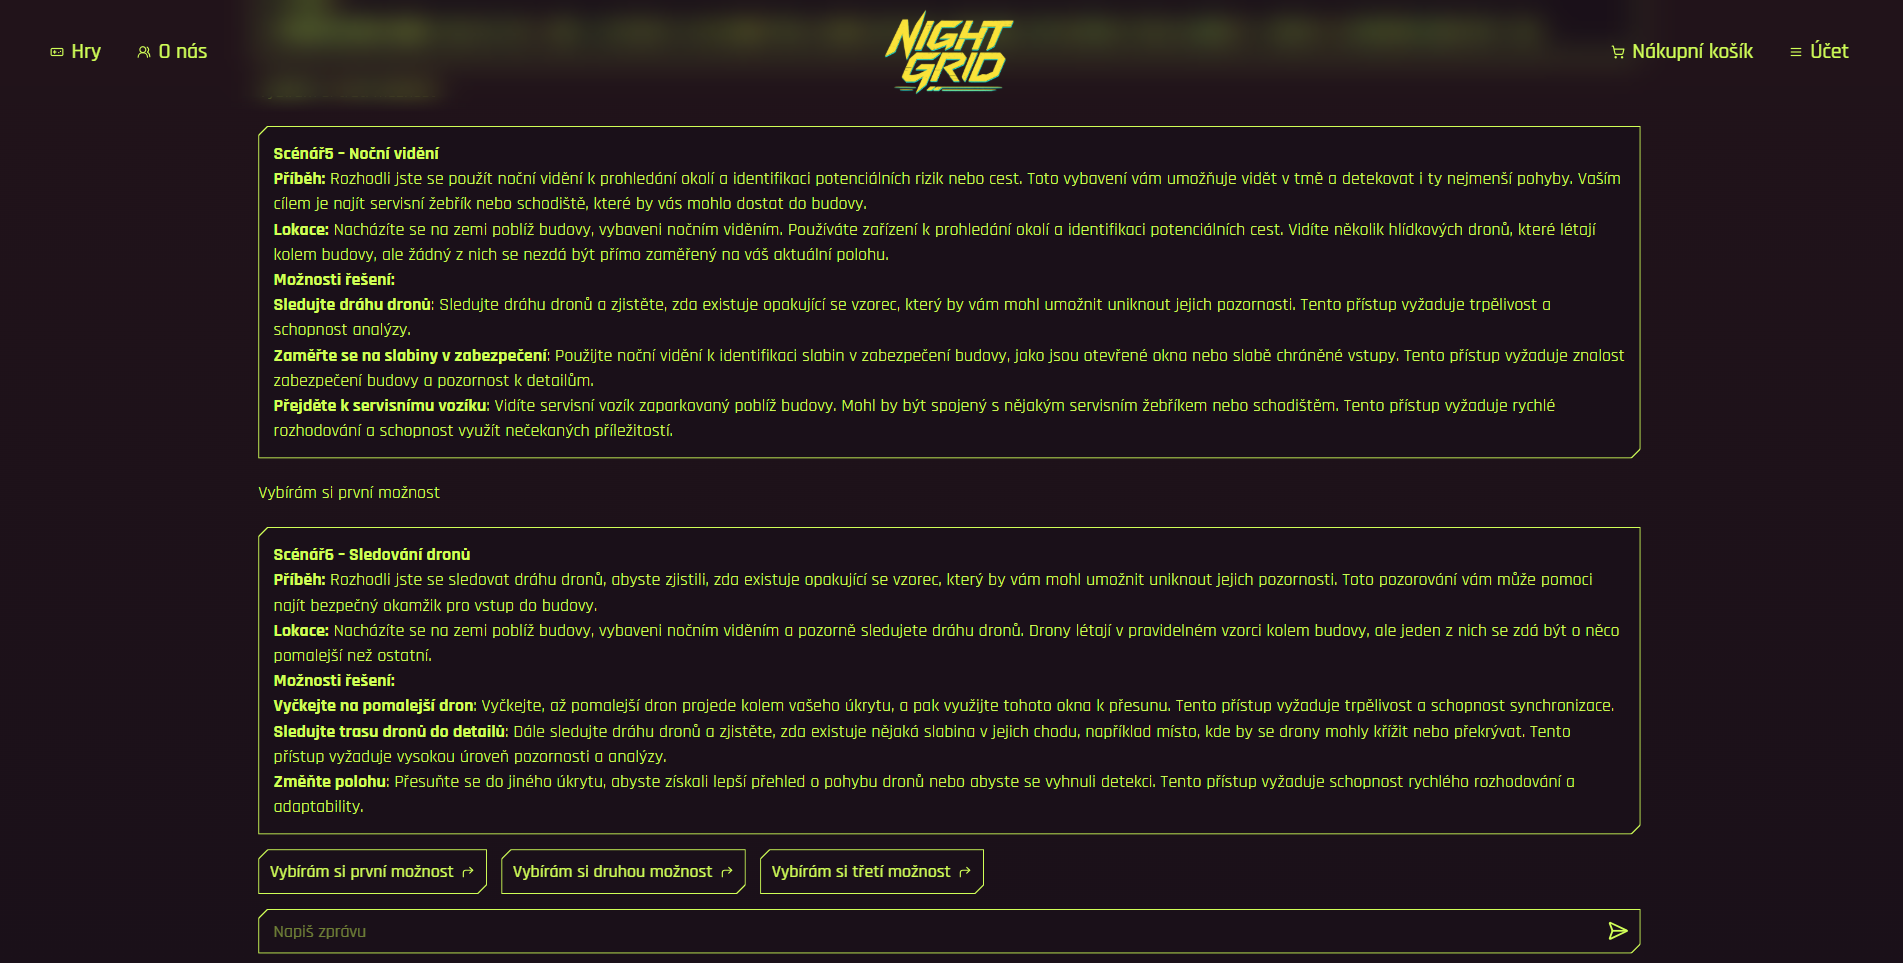 Hry
O nás
NIGHT
GRID
Nákupní košík
Účet
Scénář5 – Noční vidění
Příběh: Rozhodli jste se použít noční vidění k prohledání okolí a identifikaci potenciálních rizik nebo cest. Toto vybavení vám umožňuje vidět v tmě a detekovat i ty nejmenší pohyby. Vaším
cílem je najít servisní žebřík nebo schodiště, které by vás mohlo dostat do budovy.
Lokace: Nacházíte se na zemi poblíž budovy, vybaveni nočním viděním. Používáte zařízení k prohledání okolí a identifikaci potenciálních cest. Vidíte několik hlídkových dronů, které létají
kolem budovy, ale žádný z nich se nezdá být přímo zaměřený na váš aktuální polohu.
Možnosti řešení:
Sledujte dráhu dronů: Sledujte dráhu dronů a zjistěte, zda existuje opakující se vzorec, který by vám mohl umožnit uniknout jejich pozornosti. Tento přístup vyžaduje trpělivost a
schopnost analýzy.
Zaměřte se na slabiny v zabezpečení: Použijte noční vidění k identifikaci slabin v zabezpečení budovy, jako jsou otevřené okna nebo slabě chráněné vstupy. Tento přístup vyžaduje znalost
zabezpečení budovy a pozornost k detailům.
Přejděte k servisnímu vozíku: Vidíte servisní vozík zaparkovaný poblíž budovy. Mohl by být spojený s nějakým servisním žebříkem nebo schodištěm. Tento přístup vyžaduje rychlé
rozhodování a schopnost využít nečekaných příležitostí.
Vybírám si první možnost
Scénář6 – Sledování dronů
Příběh: Rozhodli jste se sledovat dráhu dronů, abyste zjistili, zda existuje opakující se vzorec, který by vám mohl umožnit uniknout jejich pozornosti. Toto pozorování vám může pomoci
najít bezpečný okamžik pro vstup do budovy.
Lokace: Nacházíte se na zemi poblíž budovy, vybaveni nočním viděním a pozorně sledujete dráhu dronů. Drony létají v pravidelném vzorci kolem budovy, ale jeden z nich se zdá být o něco
pomalejší než ostatní.
Možnosti řešení:
Vyčkejte na pomalejší dron: Vyčkejte, až pomalejší dron projede kolem vašeho úkrytu, a pak využijte tohoto okna k přesunu. Tento přístup vyžaduje trpělivost a schopnost synchronizace.
Sledujte trasu dronů do detailů: Dále sledujte dráhu dronů a zjistěte, zda existuje nějaká slabina v jejich chodu, například místo, kde by se drony mohly křížit nebo překrývat. Tento
přístup vyžaduje vysokou úroveň pozornosti a analýzy.
Změňte polohu: Přesuňte se do jiného úkrytu, abyste získali lepší přehled o pohybu dronů nebo abyste se vyhnuli detekci. Tento přístup vyžaduje schopnost rychlého rozhodování a
adaptability.
Vybírám si první možnost
Vybírám si druhou možnost
Vybírám si třetí možnost
Napiš zprávu